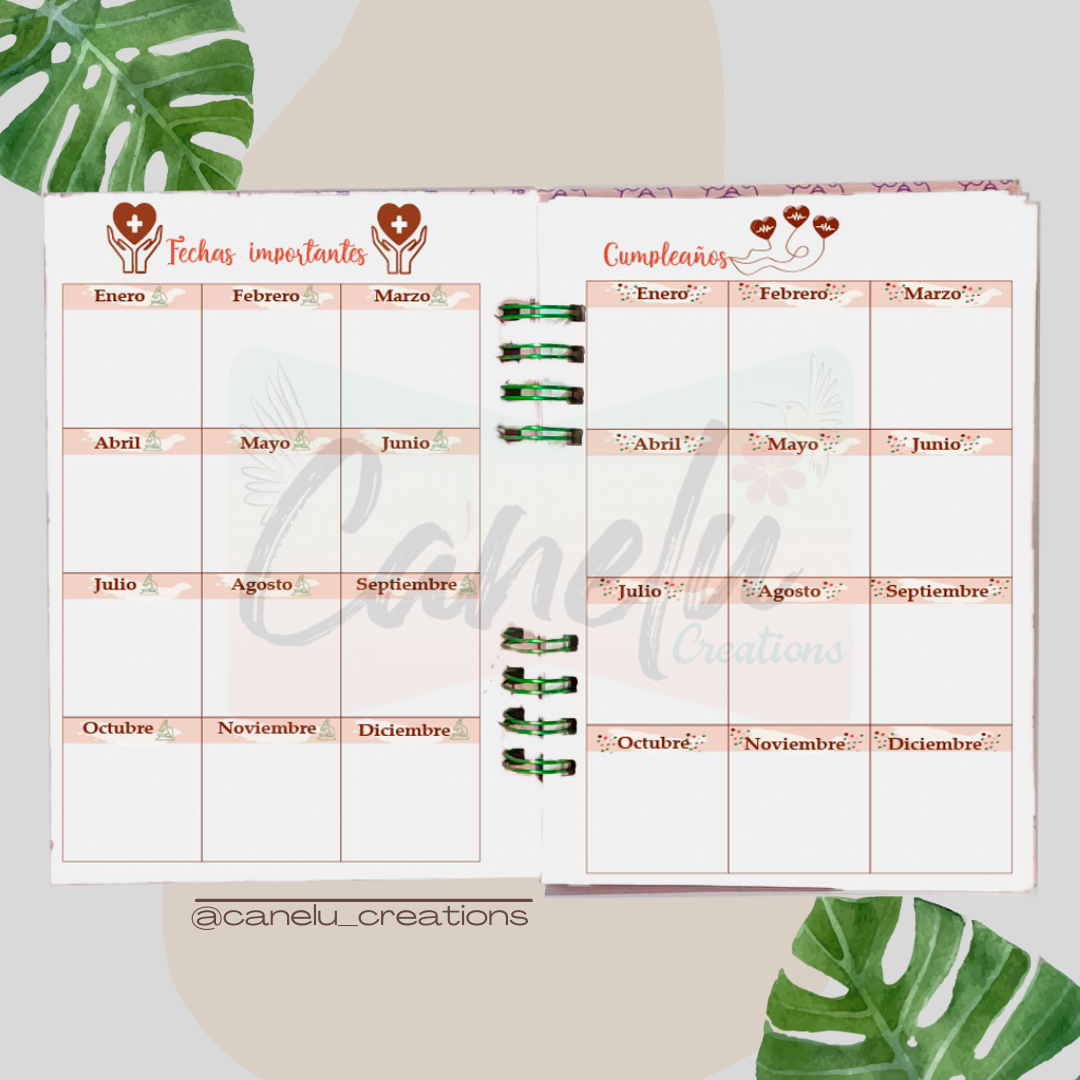 Fechas importantes
Enero Febrero Marzo
Abril Mayo Junio
Julio Agosto Septiembre
Octubre Noviembre Diciembre
Cumpleaños
Enero Febrero Marzo
Abril Mayo Junio
Julio Agosto Septiembre
Octubre Noviembre Diciembre
Canelu
Creations
@canelu_creations